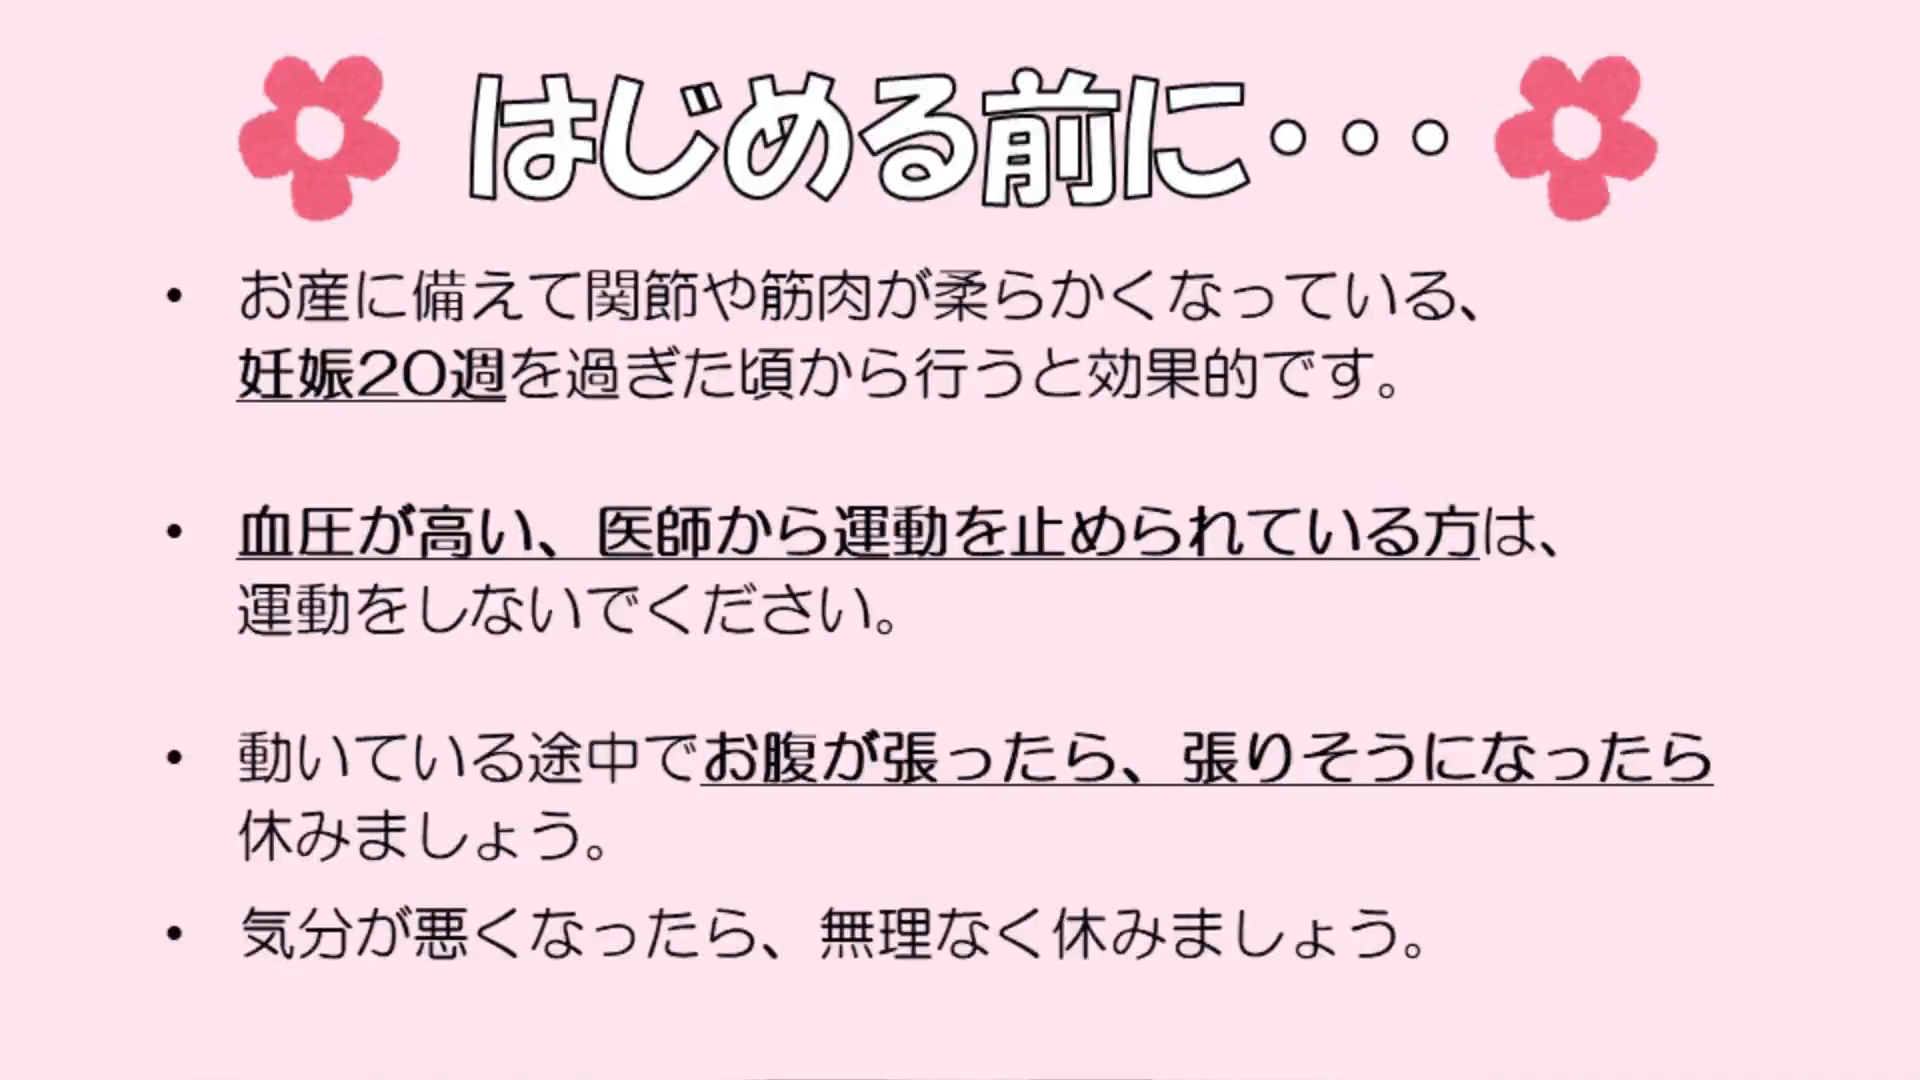 はじめる前に・・・
• お産に備えて関節や筋肉が柔らかくなっている、
妊娠20週を過ぎた頃から行うと効果的です。
• 血圧が高い、医師から運動を止められている方は、
運動をしないでください。
• 動いている途中でお腹が張ったら、張りそうになったら
休みましょう。
• 気分が悪くなったら、無理なく休みましょう。